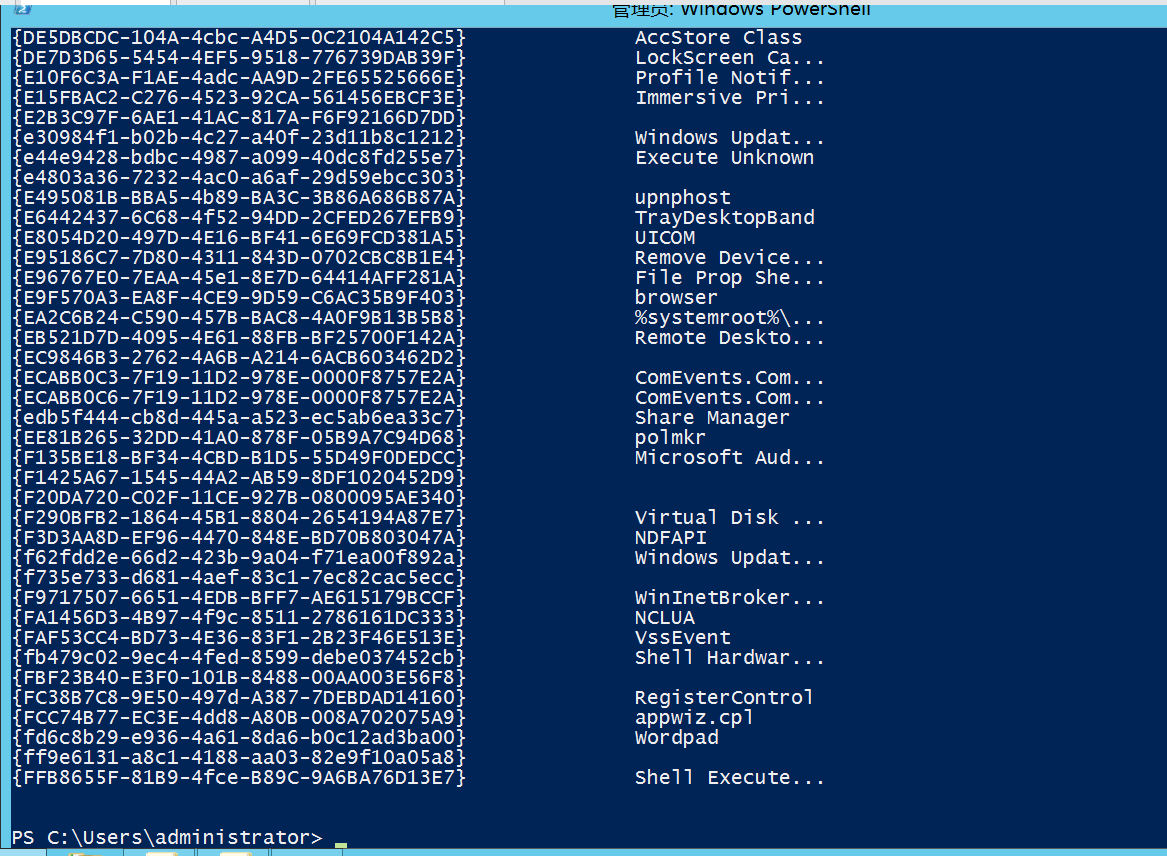 管理员: Windows PowerShell
{DE5DBCDC-104A-4cbc-A4D5-0C2104A142C5} AccStore Class
{DE7D3D65-5454-4EF5-9518-776739DAB39F} LockScreen Ca...
{E10F6C3A-F1AE-4adc-AA9D-2FE65525666E} Profile Notif...
{E15FBAC2-C276-4523-92CA-561456EBCF3E} Immersive Pri...
{E2B3C97F-6AE1-41AC-817A-F6F92166D7DD}
{e30984f1-b02b-4c27-a40f-23d11b8c1212} Windows Updat...
{e44e9428-bdbc-4987-a099-40dc8fd255e7} Execute Unknown
{e4803a36-7232-4ac0-a6af-29d59ebcc303}
{E495081B-BBA5-4b89-BA3C-3B86A686B87A} upnphost
{E6442437-6C68-4f52-94DD-2CFED267EFB9} TrayDesktopBand
{E8054D20-497D-4E16-BF41-6E69FCD381A5} UICOM
{E95186C7-7D80-4311-843D-0702CBC8B1E4} Remove Device...
{E96767E0-7EAA-45e1-8E7D-64414AFF281A} File Prop She...
{E9F570A3-EA8F-4CE9-9D59-C6AC35B9F403} browser
{EA2C6B24-C590-457B-BAC8-4A0F9B13B5B8} %systemroot%\...
{EB521D7D-4095-4E61-88FB-BF25700F142A} Remote Deskto...
{EC9846B3-2762-4A6B-A214-6ACB603462D2}
{ECABB0C3-7F19-11D2-978E-0000F8757E2A} ComEvents.Com...
{ECABB0C6-7F19-11D2-978E-0000F8757E2A} ComEvents.Com...
{edb5f444-cb8d-445a-a523-ec5ab6ea33c7} Share Manager
{EE81B265-32DD-41A0-878F-05B9A7C94D68} polmkr
{F135BE18-BF34-4CBD-B1D5-55D49F0DEDCC} Microsoft Aud...
{F1425A67-1545-44A2-AB59-8DF1020452D9}
{F20DA720-C02F-11CE-927B-0800095AE340}
{F290BFB2-1864-45B1-8804-2654194A87E7} Virtual Disk ...
{F3D3AA8D-EF96-4470-848E-BD70B803047A} NDFAPI
{f62fdd2e-66d2-423b-9a04-f71ea00f892a} Windows Updat...
{f735e733-d681-4aef-83c1-7ec82cac5ecc}
{F9717507-6651-4EDB-BFF7-AE615179BCCF} WinInetBroker...
{FA1456D3-4B97-4f9c-8511-2786161DC333} NCLUA
{FAF53CC4-BD73-4E36-83F1-2B23F46E513E} VssEvent
{fb479c02-9ec4-4fed-8599-debe037452cb} Shell Hardwar...
{FBF23B40-E3F0-101B-8488-00AA003E56F8}
{FC38B7C8-9E50-497d-A387-7DEBDAD14160} RegisterControl
{FCC74B77-EC3E-4dd8-A80B-008A702075A9} appwiz.cpl
{fd6c8b29-e936-4a61-8da6-b0c12ad3ba00} Wordpad
{ff9e6131-a8c1-4188-aa03-82e9f10a05a8}
{FFB8655F-81B9-4fce-B89C-9A6BA76D13E7} Shell Execute...
PS C:\Users\administrator> _